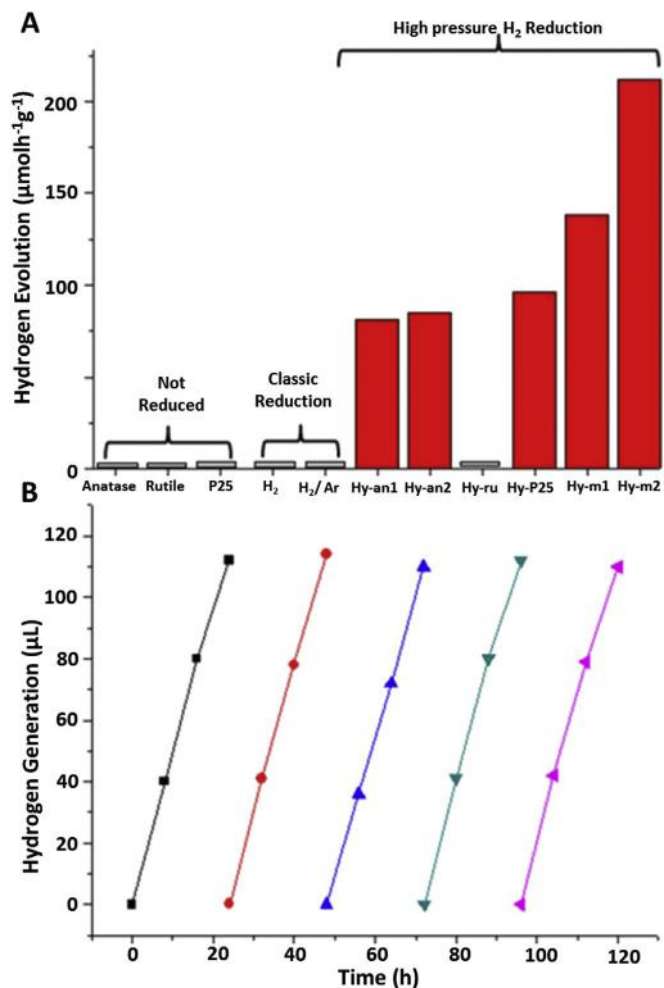 A
High pressure H₂ Reduction
Hydrogen Evolution (μmolh⁻¹g⁻¹)
200
150
100
50
0
Not
Reduced
Classic
Reduction
Anatase Rutile P25 H₂ H₂/ Ar Hy-an1 Hy-an2 Hy-ru Hy-P25 Hy-m1 Hy-m2
B
Hydrogen Generation (μL)
120
100
80
60
40
20
0
0 20 40 60 80 100 120
Time (h)